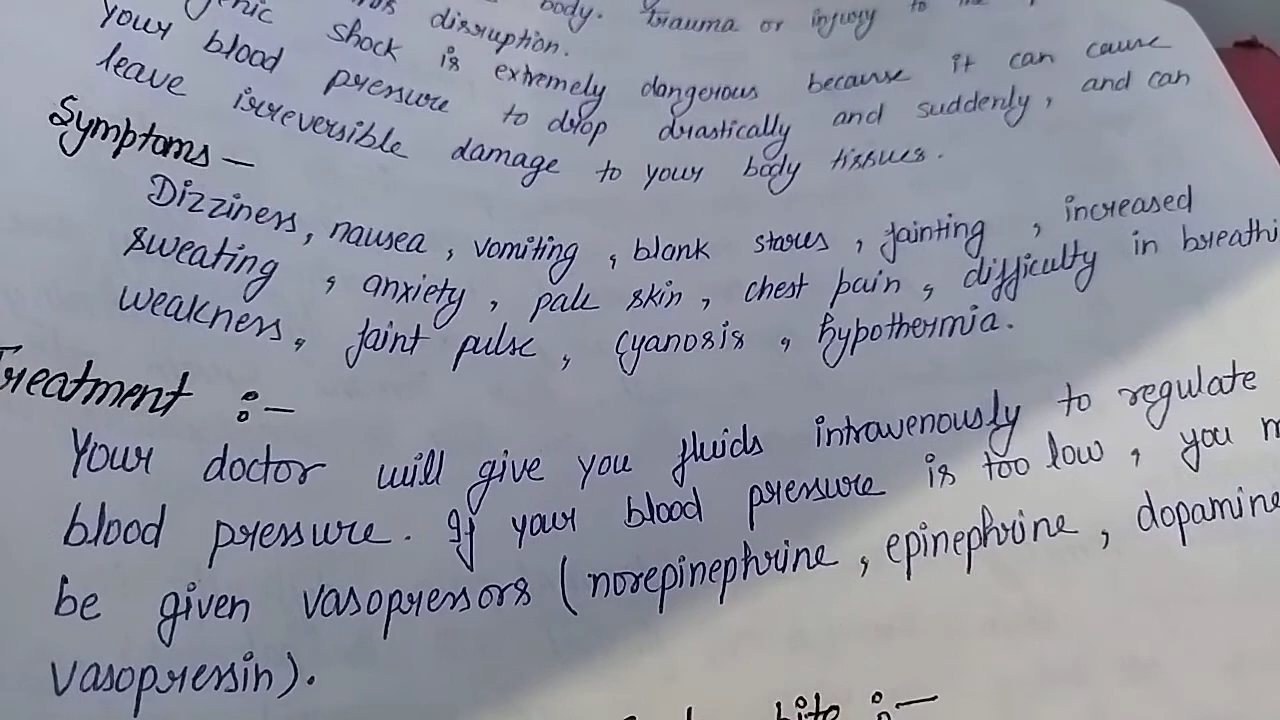 body. trauma or injury to
disruption.
shock is extremely dangerous because it can cause
your blood pressure to drop drastically and suddenly, and can
leave irreversible damage to your body tissues.
Symptoms –
Dizziness, nausea, vomiting, blank stares, fainting, increased
sweating, anxiety, pale skin, chest pain, difficulty in breathi
weakness, faint pulse, cyanosis, hypothermia.
Treatment :–
Your doctor will give you fluids intravenously to regulate
blood pressure. If your blood pressure is too low, you m
be given vasopressors (norepinephrine, epinephrine, dopamine
vasopressin).
bite :–